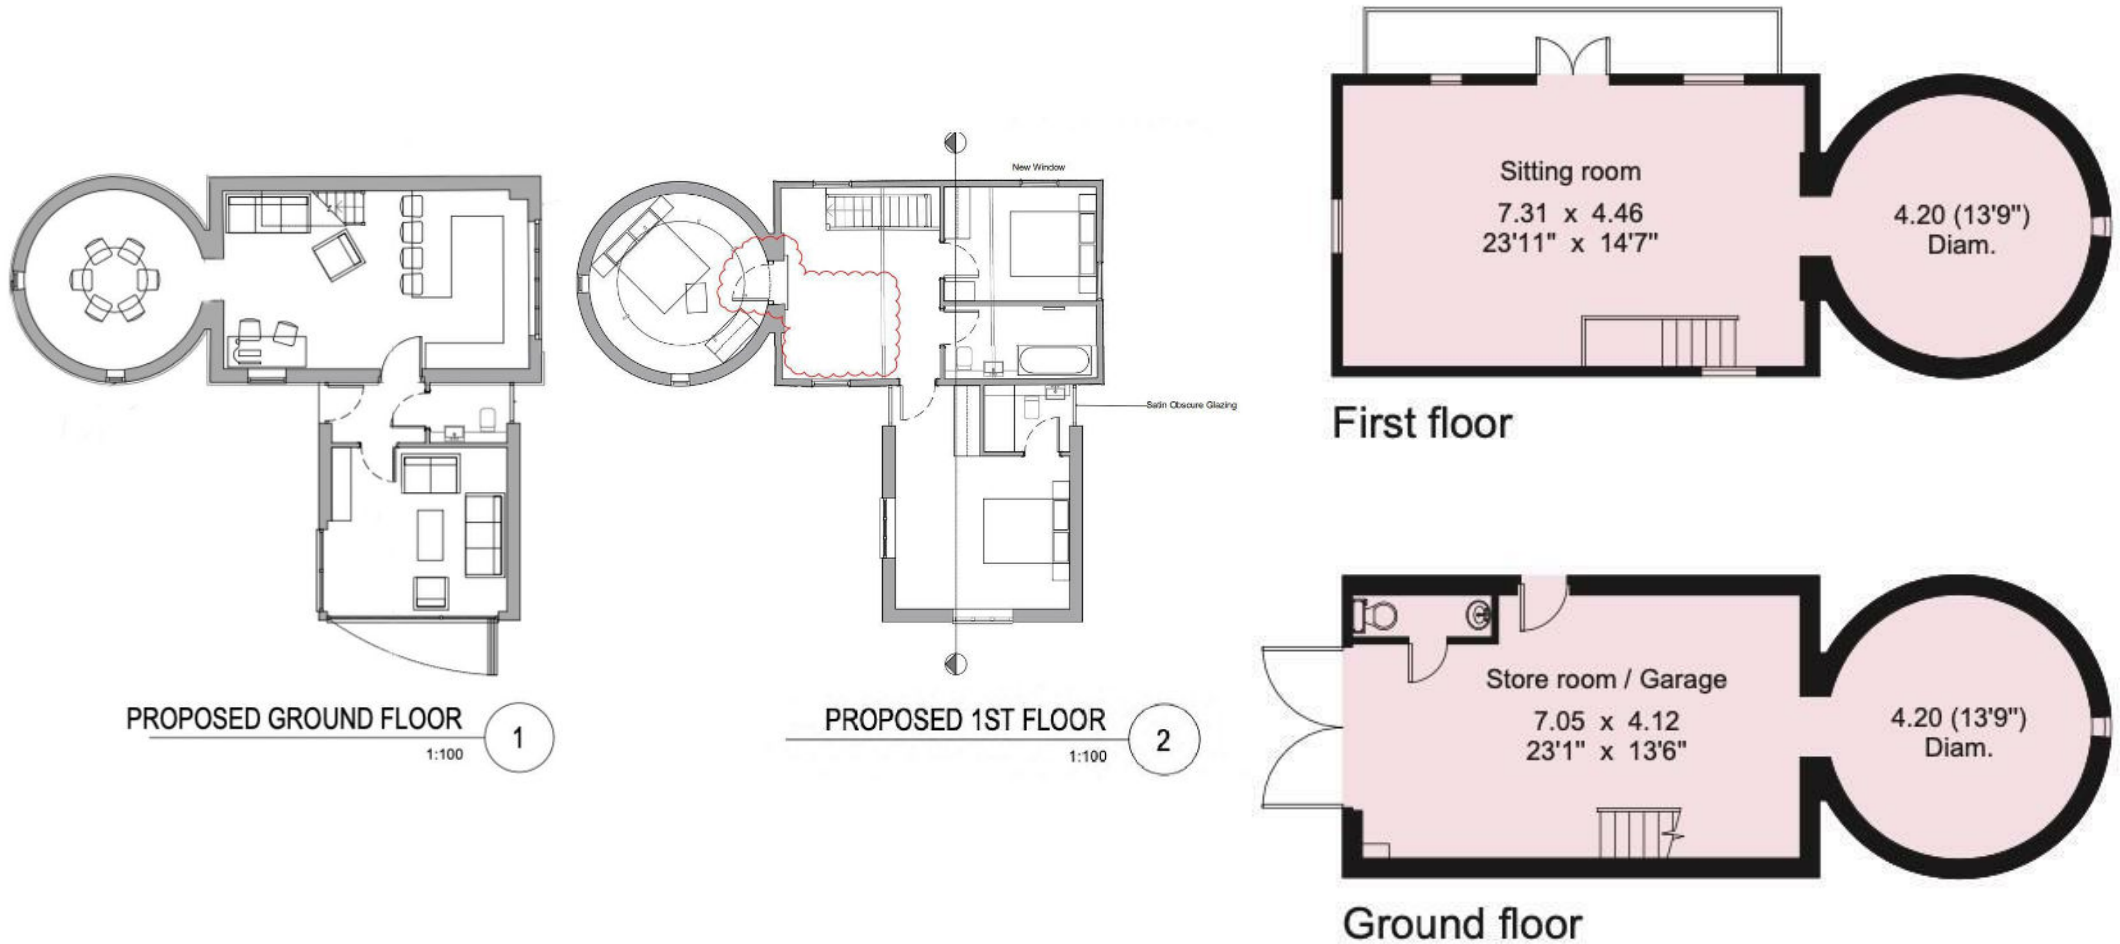 PROPOSED GROUND FLOOR
1
1:100
New Window
Satin Obscure Glazing
PROPOSED 1ST FLOOR
2
1:100
Sitting room
7.31 x 4.46
23'11" x 14'7"
4.20 (13'9")
Diam.
First floor
Store room / Garage
7.05 x 4.12
23'1" x 13'6"
4.20 (13'9")
Diam.
Ground floor